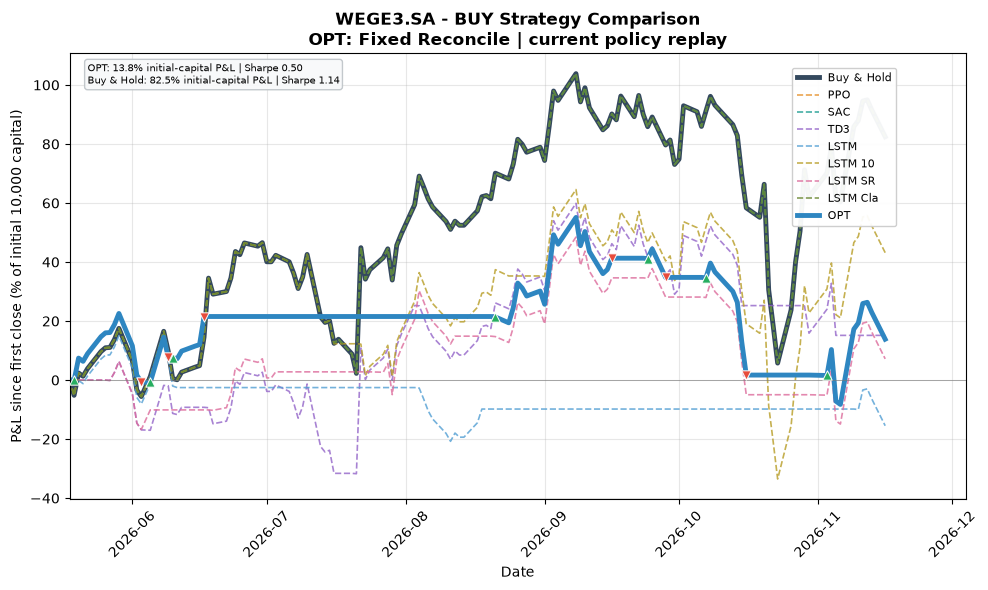 WEGE3.SA - BUY Strategy Comparison
OPT: Fixed Reconcile | current policy replay
OPT: 13.8% initial-capital P&L | Sharpe 0.50
Buy & Hold: 82.5% initial-capital P&L | Sharpe 1.14
Buy & Hold
PPO
SAC
TD3
LSTM
LSTM 10
LSTM SR
LSTM Cla
OPT
P&L since first close (% of initial 10,000 capital)
100
80
60
40
20
0
−20
−40
2026-06
2026-07
2026-08
2026-09
2026-10
2026-11
2026-12
Date